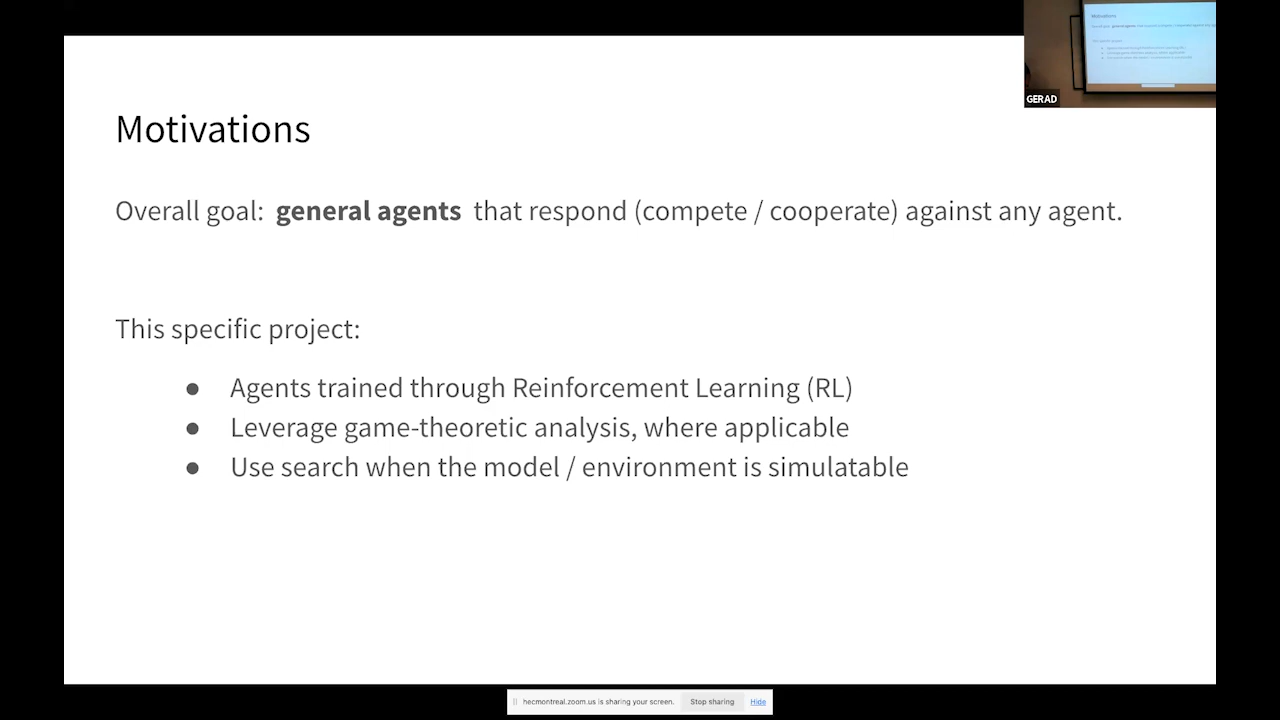 Motivations
Overall goal: general agents that respond (compete / cooperate) against any agent.
This specific project:
● Agents trained through Reinforcement Learning (RL)
● Leverage game-theoretic analysis, where applicable
● Use search when the model / environment is simulatable
GERAD
hecmontreal.zoom.us is sharing your screen. Stop sharing Hide